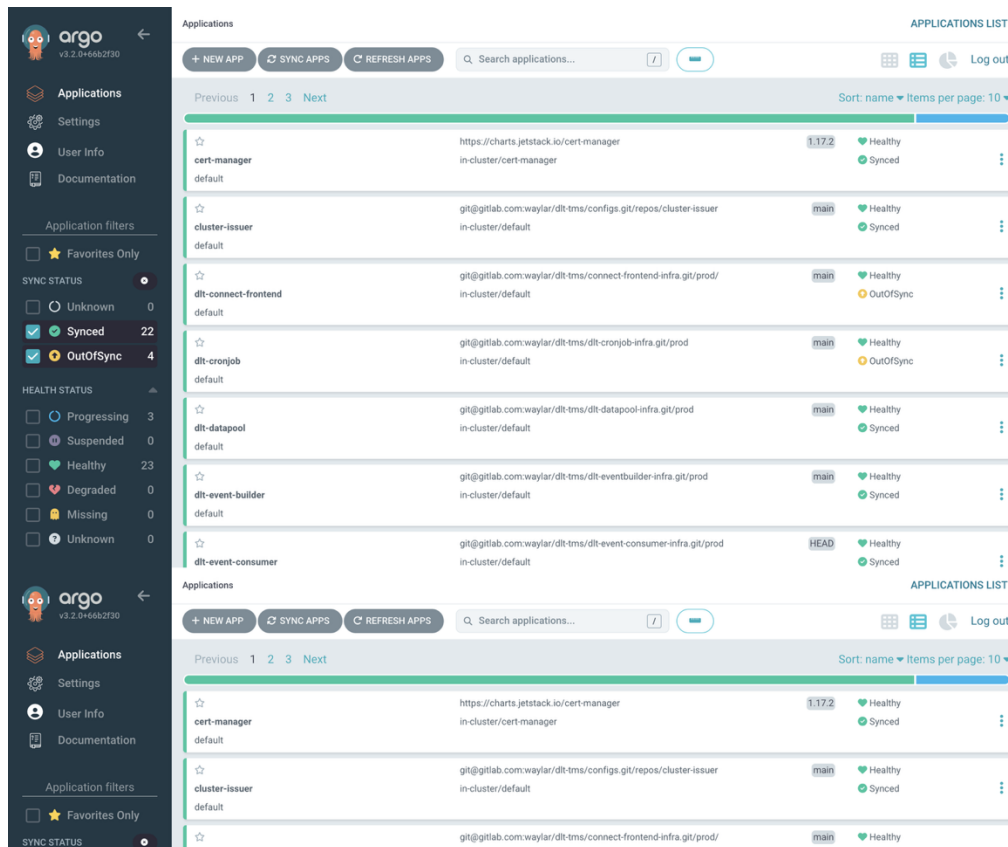 argo
v3.2.0+66b2f30
Applications
Settings
User Info
Documentation
Application filters
Favorites Only
SYNC STATUS
Unknown 0
Synced 22
OutOfSync 4
HEALTH STATUS
Progressing 3
Suspended 0
Healthy 23
Degraded 0
Missing 0
Unknown 0
Applications APPLICATIONS LIST
+ NEW APP SYNC APPS REFRESH APPS Search applications... / Log out
Previous 1 2 3 Next Sort: name Items per page: 10
https://charts.jetstack.io/cert-manager 1.17.2 Healthy
cert-manager in-cluster/cert-manager Synced
default
git@gitlab.com:waylar/dlt-tms/configs.git/repos/cluster-issuer main Healthy
cluster-issuer in-cluster/default Synced
default
git@gitlab.com:waylar/dlt-tms/connect-frontend-infra.git/prod/ main Healthy
dlt-connect-frontend in-cluster/default OutOfSync
default
git@gitlab.com:waylar/dlt-tms/dlt-cronjob-infra.git/prod main Healthy
dlt-cronjob in-cluster/default OutOfSync
default
git@gitlab.com:waylar/dlt-tms/dlt-datapool-infra.git/prod main Healthy
dlt-datapool in-cluster/default Synced
default
git@gitlab.com:waylar/dlt-tms/dlt-eventbuilder-infra.git/prod main Healthy
dlt-event-builder in-cluster/default Synced
default
git@gitlab.com:waylar/dlt-tms/dlt-event-consumer-infra.git/prod HEAD Healthy
dlt-event-consumer in-cluster/default Synced
argo
v3.2.0+66b2f30
Applications
Settings
User Info
Documentation
Application filters
Favorites Only
SYNC STATUS
Applications APPLICATIONS LIST
+ NEW APP SYNC APPS REFRESH APPS Search applications... / Log out
Previous 1 2 3 Next Sort: name Items per page: 10
https://charts.jetstack.io/cert-manager 1.17.2 Healthy
cert-manager in-cluster/cert-manager Synced
default
git@gitlab.com:waylar/dlt-tms/configs.git/repos/cluster-issuer main Healthy
cluster-issuer in-cluster/default Synced
default
git@gitlab.com:waylar/dlt-tms/connect-frontend-infra.git/prod/ main Healthy